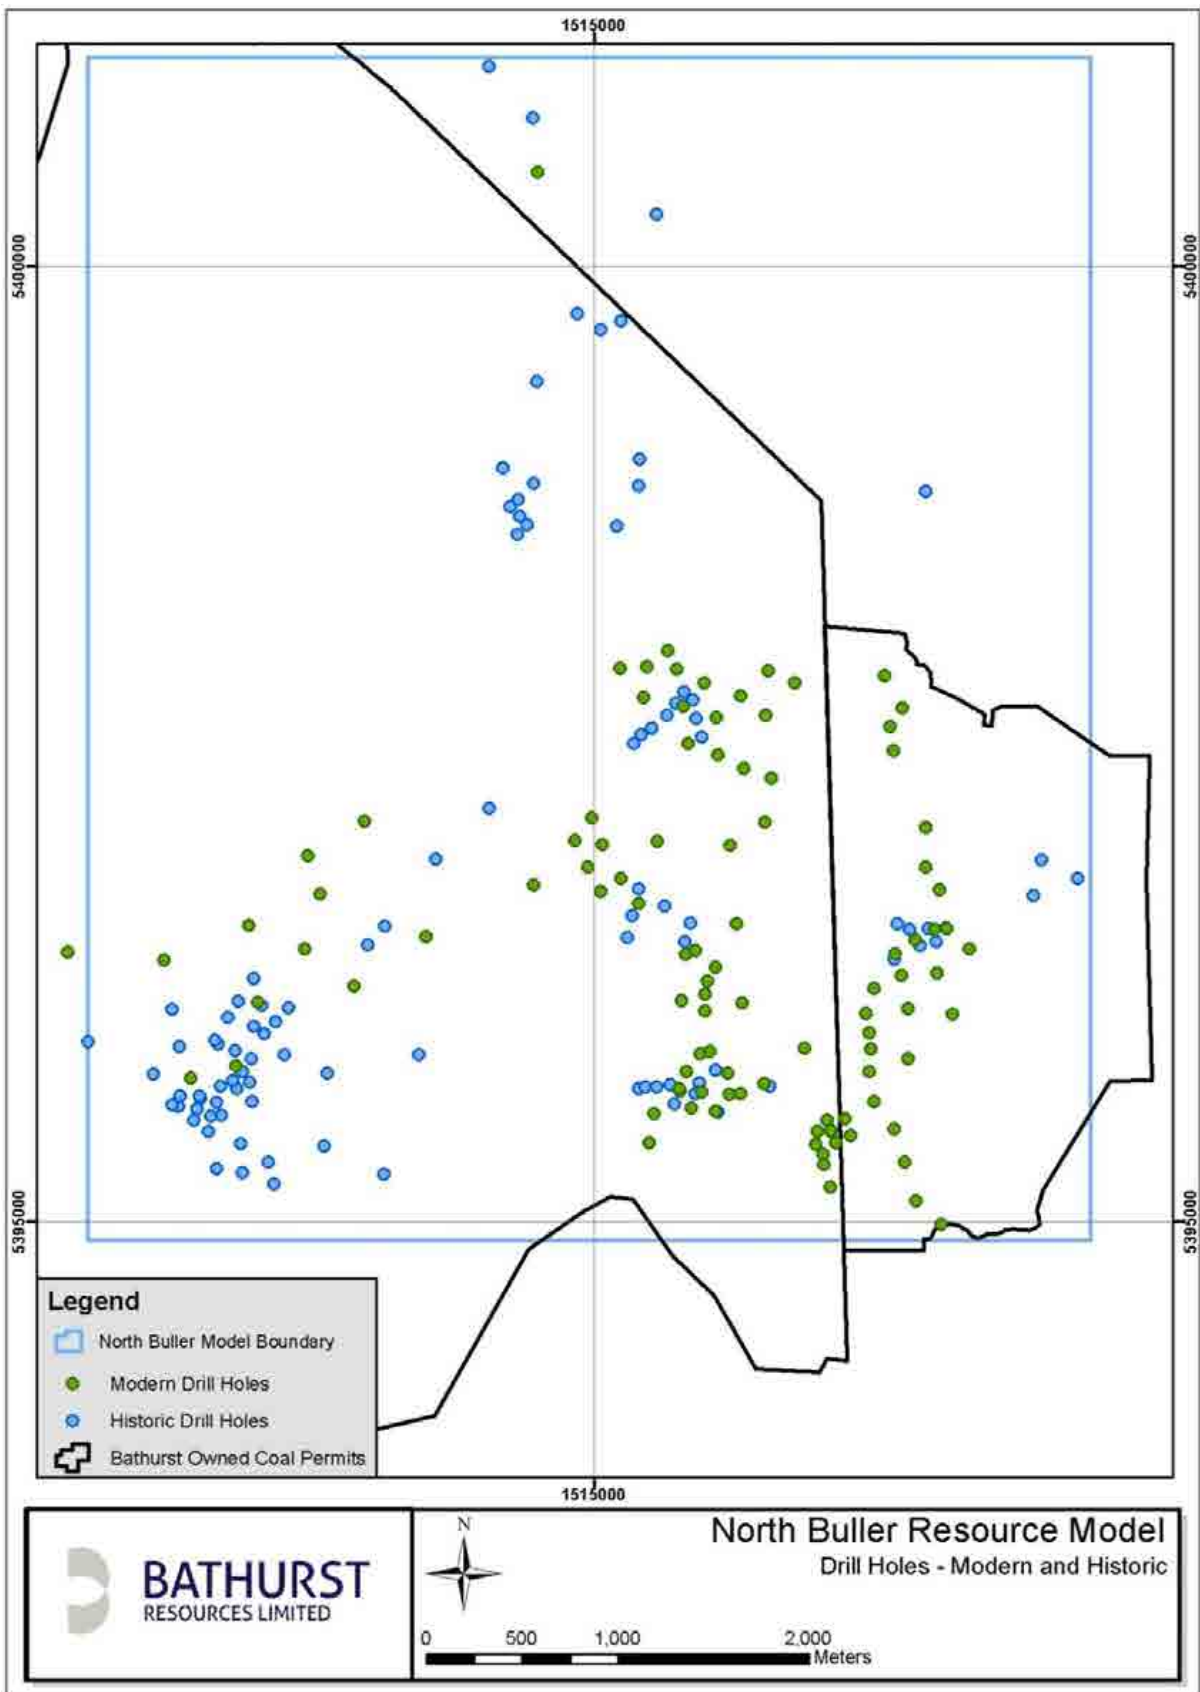 1515000
5400000
5400000
5395000
5395000
Legend
North Buller Model Boundary
Modern Drill Holes
Historic Drill Holes
Bathurst Owned Coal Permits
1515000
BATHURST
RESOURCES LIMITED
N
North Buller Resource Model
Drill Holes - Modern and Historic
0 500 1,000 2,000
Meters